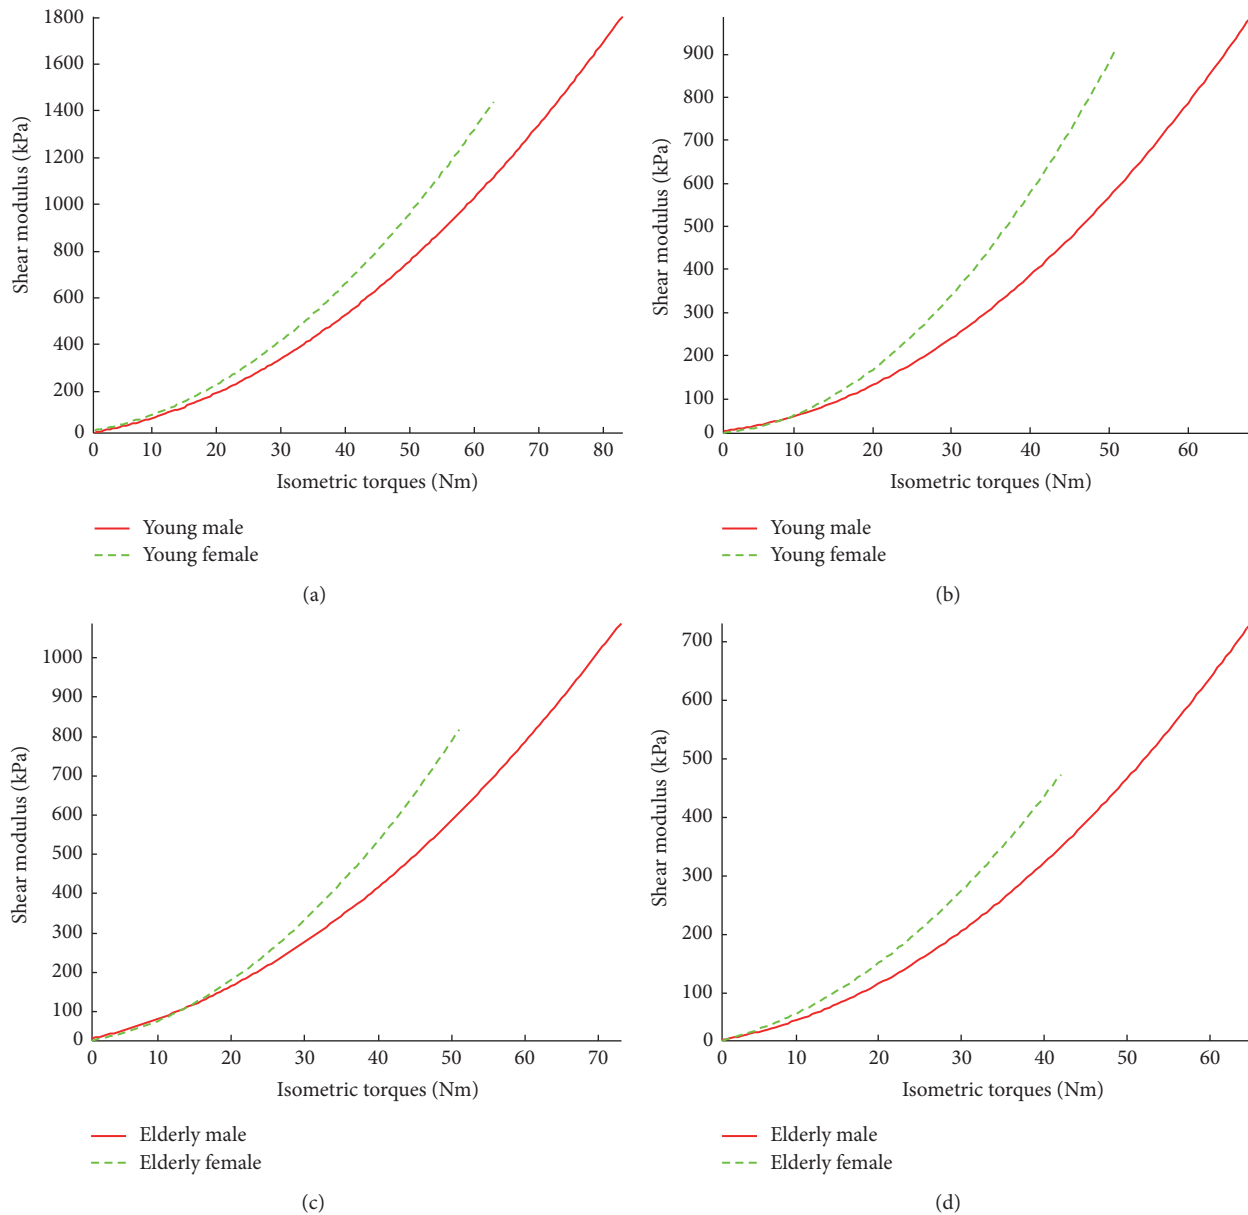 1800
1600
1400
1200
1000
800
600
400
200
0
Shear modulus (kPa)
0 10 20 30 40 50 60 70 80
Isometric torques (Nm)
Young male
Young female
(a)
900
800
700
600
500
400
300
200
100
0
Shear modulus (kPa)
0 10 20 30 40 50 60
Isometric torques (Nm)
Young male
Young female
(b)
1000
900
800
700
600
500
400
300
200
100
0
Shear modulus (kPa)
0 10 20 30 40 50 60 70
Isometric torques (Nm)
Elderly male
Elderly female
(c)
700
600
500
400
300
200
100
0
Shear modulus (kPa)
0 10 20 30 40 50 60
Isometric torques (Nm)
Elderly male
Elderly female
(d)